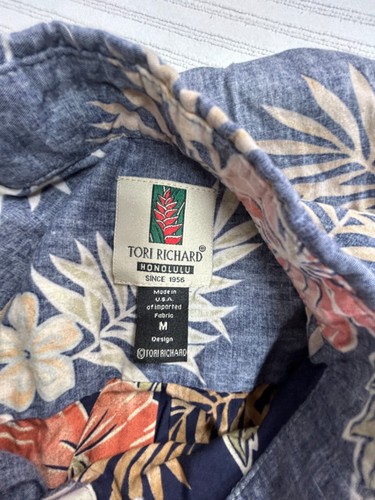 TORI RICHARD®
HONOLULU
SINCE 1956
Made in
U.S.A.
of Imported
Fabric
M
Design
©TORI RICHARD